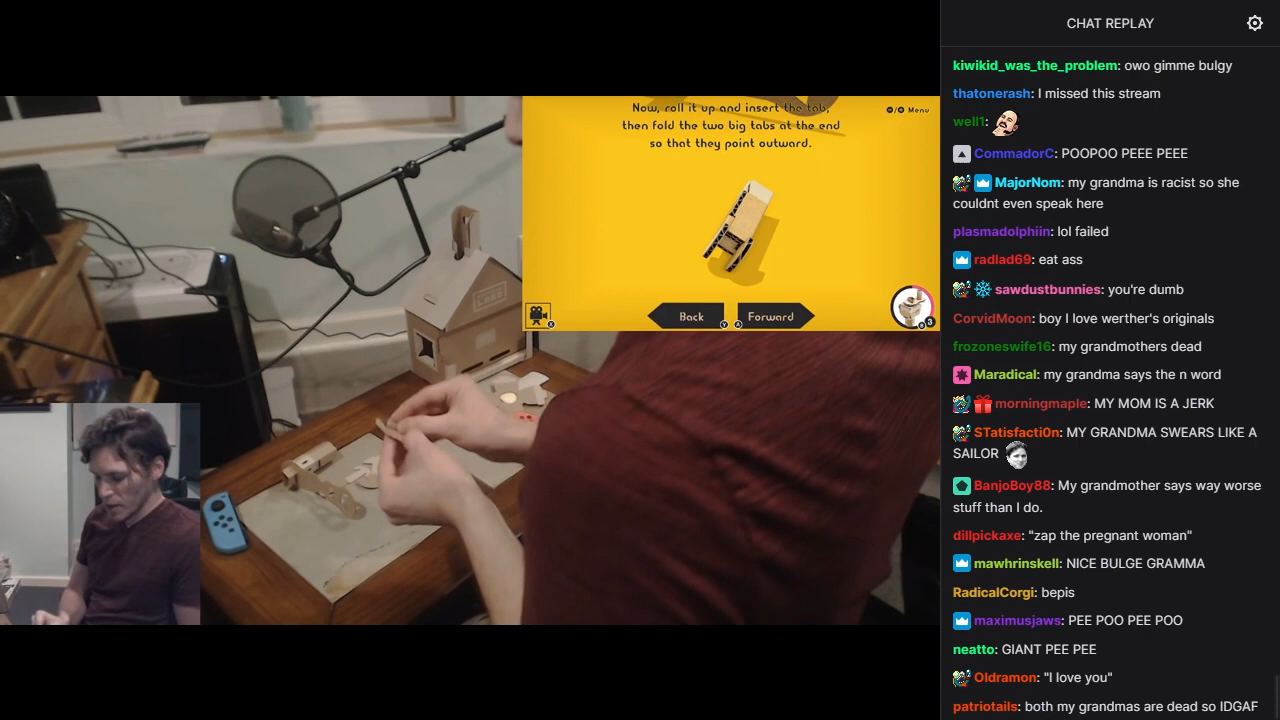 Now, roll it up and insert the tab,
then fold the two big tabs at the end
so that they point outward.
Menu
Back
Forward
CHAT REPLAY
kiwikid_was_the_problem: owo gimme bulgy
thatonerash: I missed this stream
well1:
CommadorC: POOPOO PEEE PEEE
MajorNom: my grandma is racist so she
couldnt even speak here
plasmadolphiin: lol failed
radlad69: eat ass
sawdustbunnies: you're dumb
CorvidMoon: boy I love werther's originals
frozoneswife16: my grandmothers dead
Maradical: my grandma says the n word
morningmaple: MY MOM IS A JERK
STatisfacti0n: MY GRANDMA SWEARS LIKE A
SAILOR
BanjoBoy88: My grandmother says way worse
stuff than I do.
dillpickaxe: "zap the pregnant woman"
mawhrinskell: NICE BULGE GRAMMA
RadicalCorgi: bepis
maximusjaws: PEE POO PEE POO
neatto: GIANT PEE PEE
Oldramon: "I love you"
patriotails: both my grandmas are dead so IDGAF